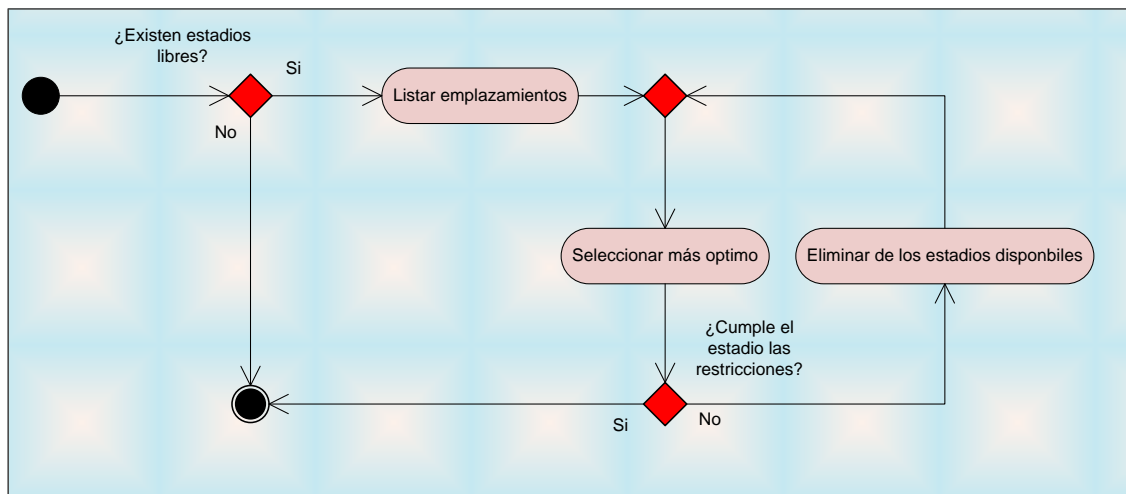 ¿Existen estadios
libres?
Si
Listar emplazamientos
No
Seleccionar más optimo
Eliminar de los estadios disponbiles
¿Cumple el
estadio las
restricciones?
Si
No